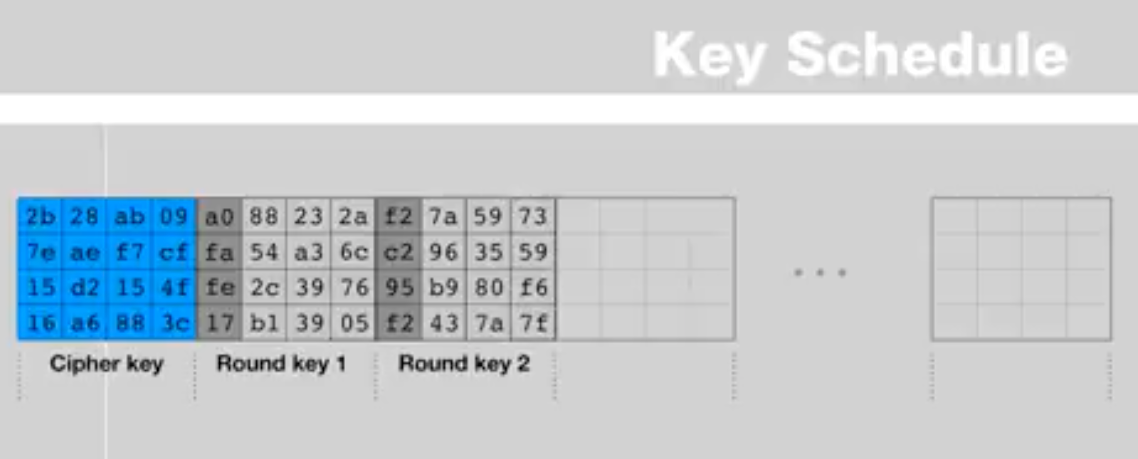 Key Schedule
2b 28 ab 09 a0 88 23 2a f2 7a 59 73
7e ae f7 cf fa 54 a3 6c c2 96 35 59
15 d2 15 4f fe 2c 39 76 95 b9 80 f6
16 a6 88 3c 17 b1 39 05 f2 43 7a 7f
...
Cipher key Round key 1 Round key 2